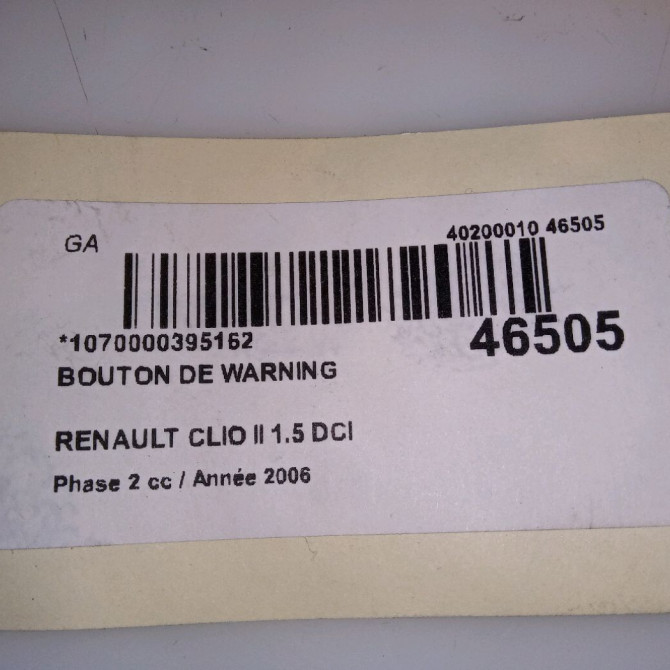 GA
40200010 46505
*1070000395162
46505
BOUTON DE WARNING
RENAULT CLIO II 1.5 DCI
Phase 2 cc / Année 2006